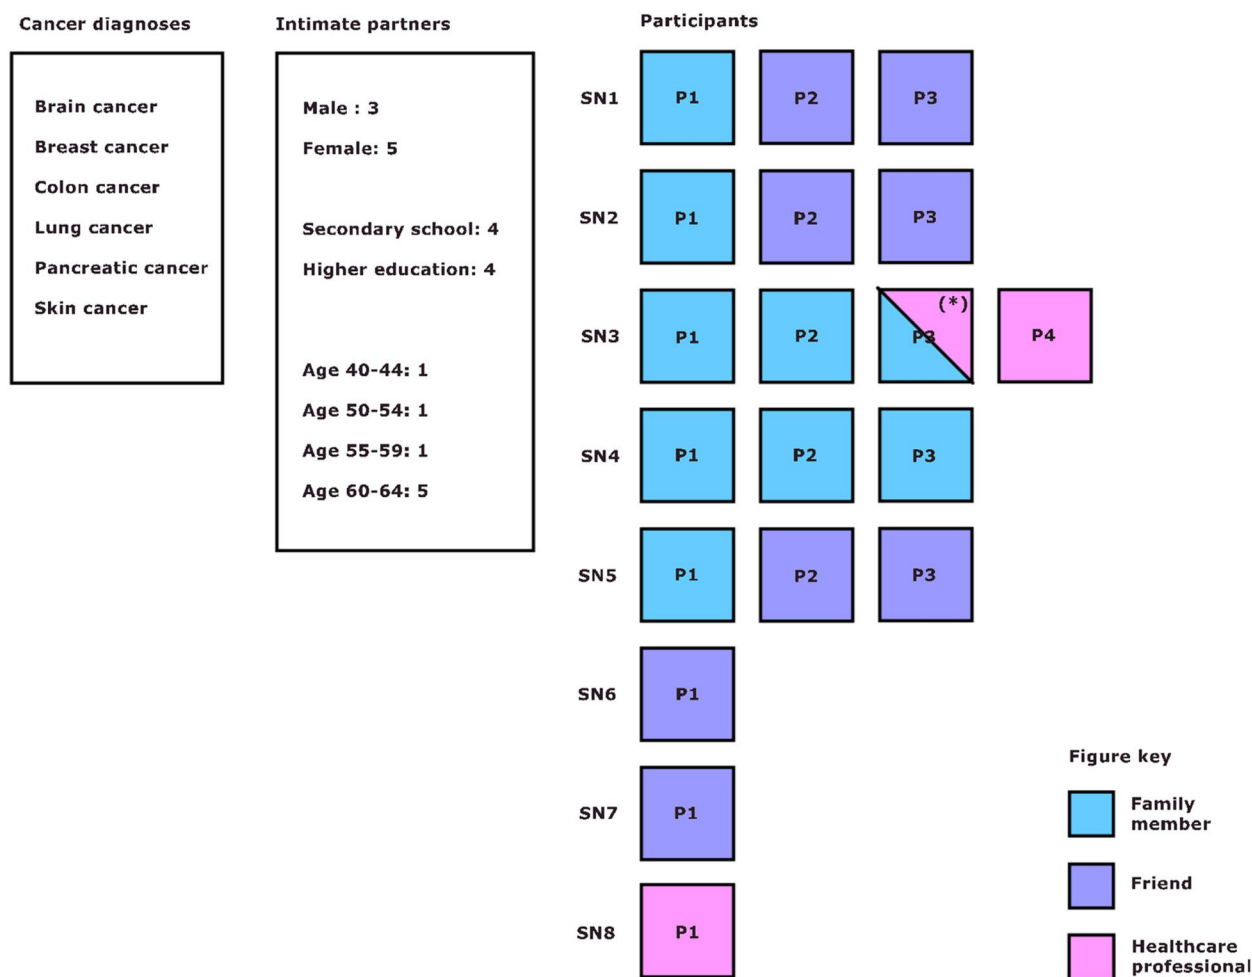 Cancer diagnoses
Brain cancer
Breast cancer
Colon cancer
Lung cancer
Pancreatic cancer
Skin cancer
Intimate partners
Male : 3
Female: 5
Secondary school: 4
Higher education: 4
Age 40-44: 1
Age 50-54: 1
Age 55-59: 1
Age 60-64: 5
Participants
SN1 P1 P2 P3
SN2 P1 P2 P3
SN3 P1 P2 P3 (*) P4
SN4 P1 P2 P3
SN5 P1 P2 P3
SN6 P1
SN7 P1
SN8 P1
Figure key
Family
member
Friend
Healthcare
professional